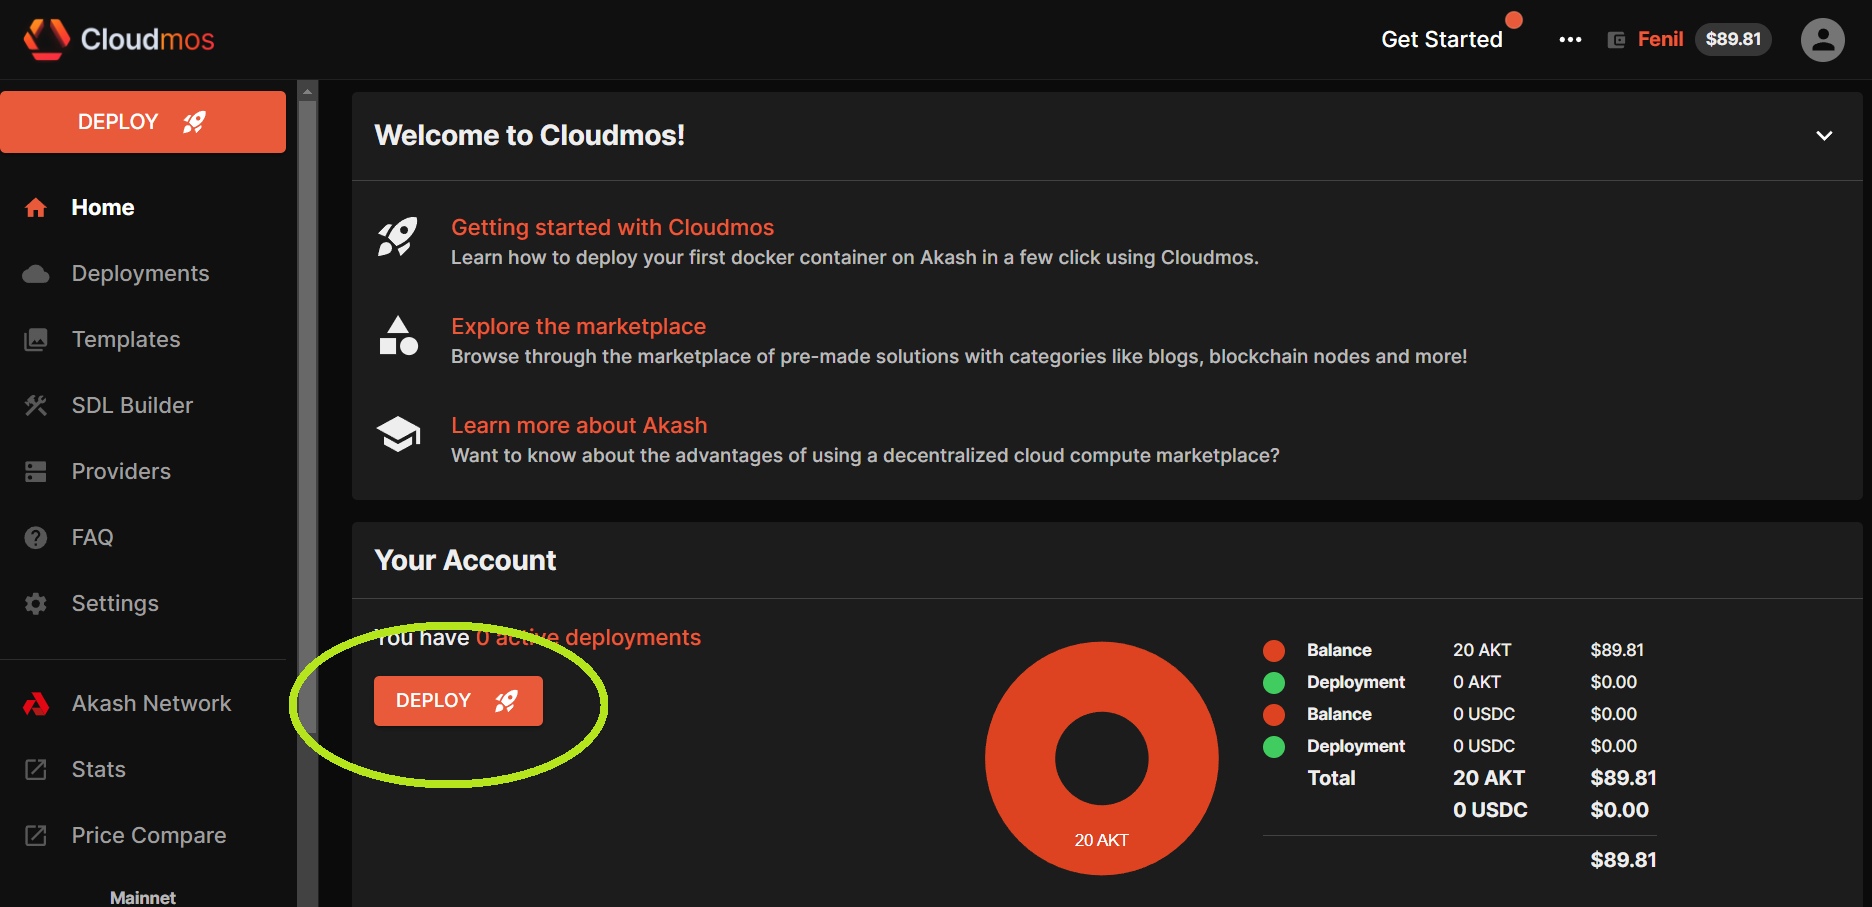 Cloudmos
Get Started
Fenil $89.81
DEPLOY
Home
Deployments
Templates
SDL Builder
Providers
FAQ
Settings
Akash Network
Stats
Price Compare
Mainnet
Welcome to Cloudmos!
Getting started with Cloudmos
Learn how to deploy your first docker container on Akash in a few click using Cloudmos.
Explore the marketplace
Browse through the marketplace of pre-made solutions with categories like blogs, blockchain nodes and more!
Learn more about Akash
Want to know about the advantages of using a decentralized cloud compute marketplace?
Your Account
You have 0 active deployments
DEPLOY
20 AKT
Balance 20 AKT $89.81
Deployment 0 AKT $0.00
Balance 0 USDC $0.00
Deployment 0 USDC $0.00
Total 20 AKT $89.81
0 USDC $0.00
$89.81